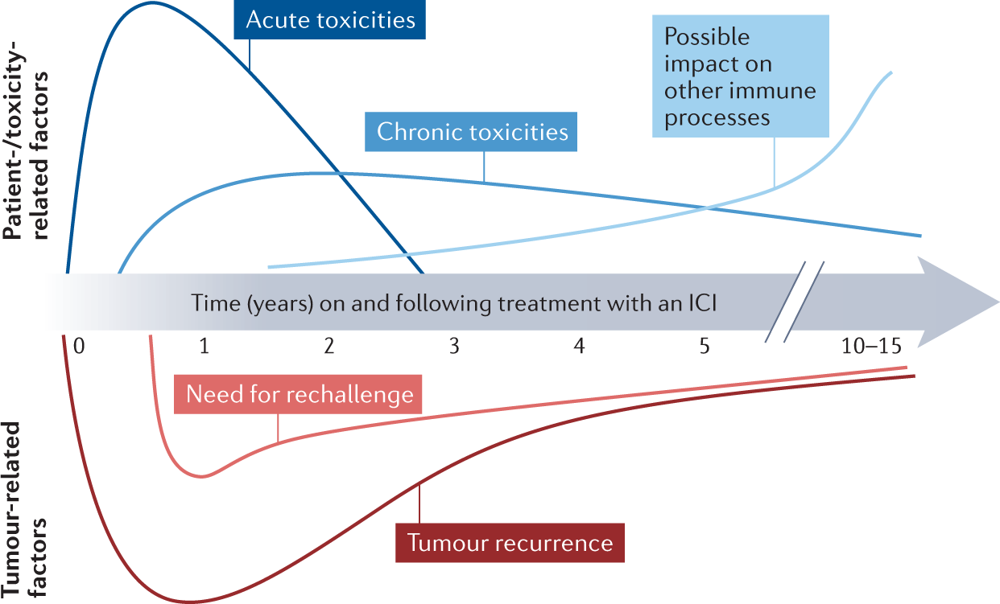 Patient-/toxicity-
related factors
Acute toxicities
Chronic toxicities
Possible
impact on
other immune
processes
Time (years) on and following treatment with an ICI
0 1 2 3 4 5 10–15
Tumour-related
factors
Need for rechallenge
Tumour recurrence